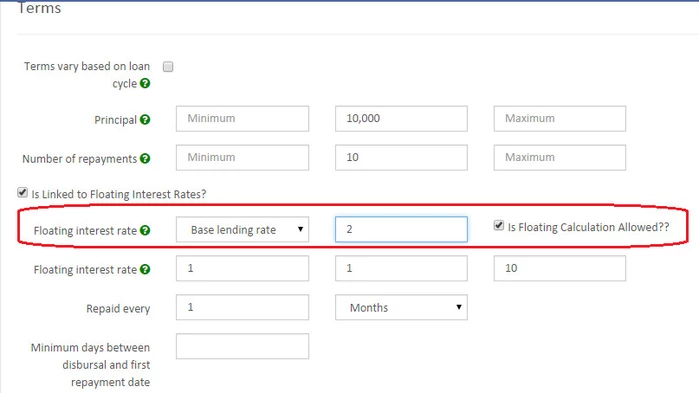 Terms
Terms vary based on loan
cycle
Principal Minimum 10,000 Maximum
Number of repayments Minimum 10 Maximum
Is Linked to Floating Interest Rates?
Floating interest rate Base lending rate 2 Is Floating Calculation Allowed??
Floating interest rate 1 1 10
Repaid every 1 Months
Minimum days between
disbursal and first
repayment date